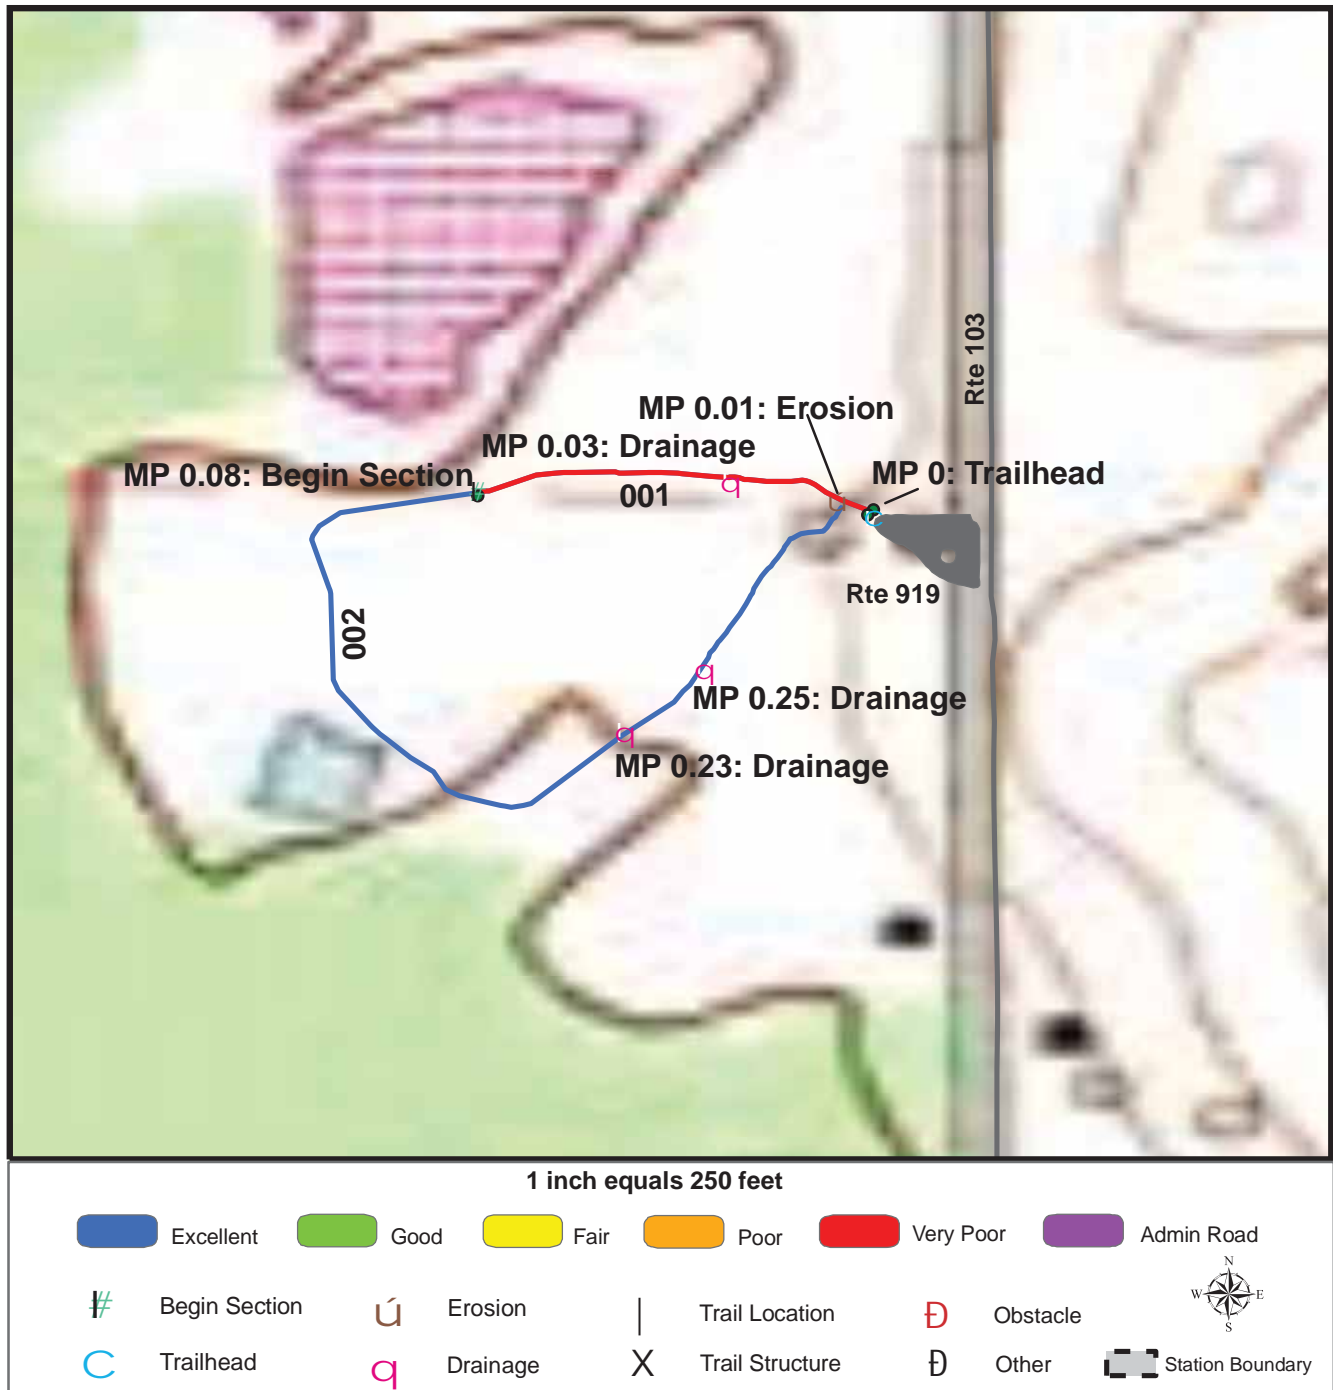 Rte 103
MP 0.01: Erosion
MP 0.03: Drainage
MP 0.08: Begin Section
MP 0: Trailhead
001
Rte 919
002
MP 0.25: Drainage
MP 0.23: Drainage
1 inch equals 250 feet
Excellent Good Fair Poor Very Poor Admin Road
N
W E
S
# Begin Section ú Erosion | Trail Location Đ Obstacle
C Trailhead q Drainage X Trail Structure Đ Other Station Boundary